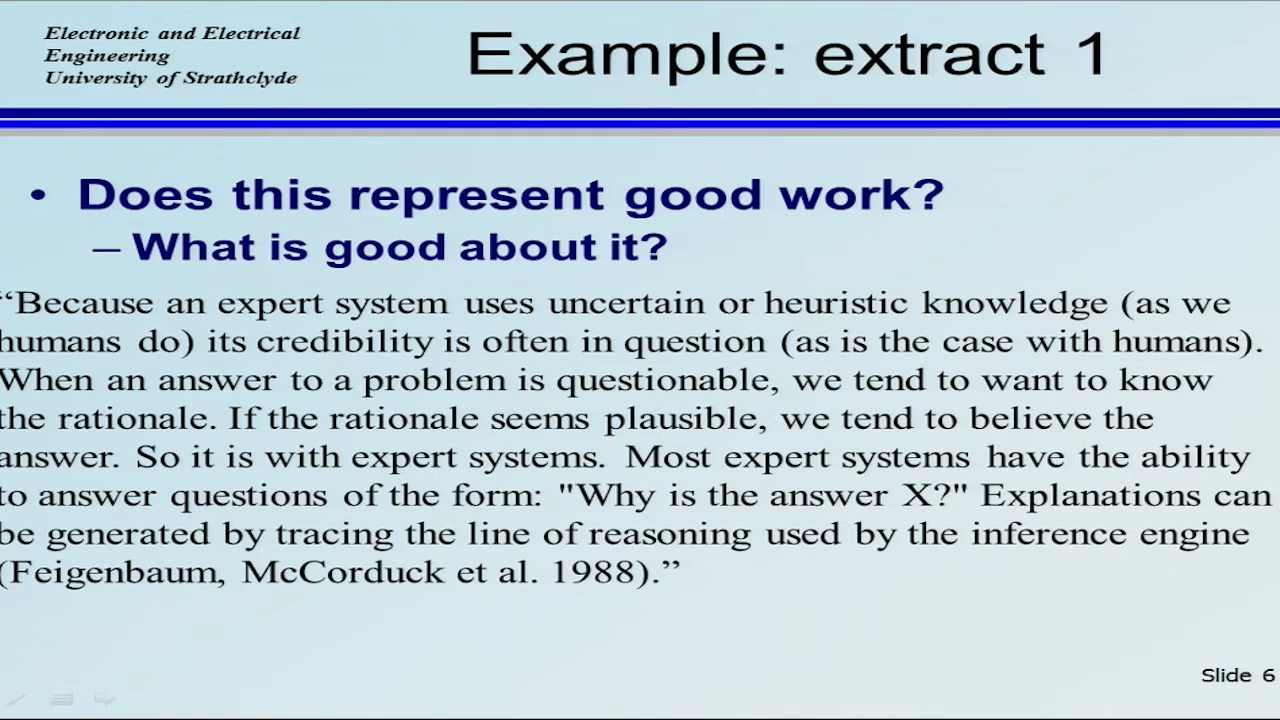 Electronic and Electrical
Engineering
University of Strathclyde
Example: extract 1
• Does this represent good work?
– What is good about it?
“Because an expert system uses uncertain or heuristic knowledge (as we
humans do) its credibility is often in question (as is the case with humans).
When an answer to a problem is questionable, we tend to want to know
the rationale. If the rationale seems plausible, we tend to believe the
answer. So it is with expert systems. Most expert systems have the ability
to answer questions of the form: "Why is the answer X?" Explanations can
be generated by tracing the line of reasoning used by the inference engine
(Feigenbaum, McCorduck et al. 1988).”
Slide 6